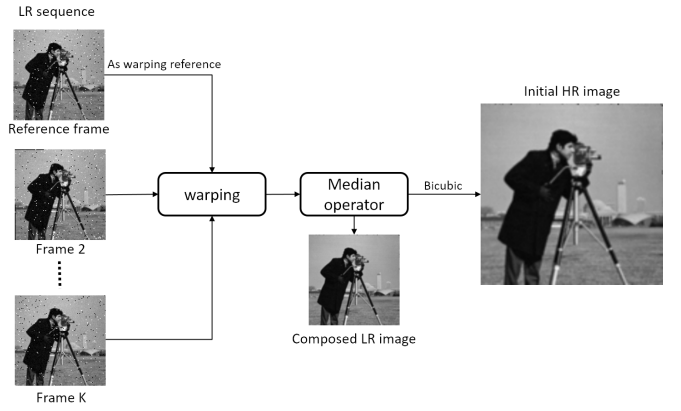 LR sequence
As warping reference
Reference frame
Frame 2
Frame K
warping
Median
operator
Composed LR image
Bicubic
Initial HR image